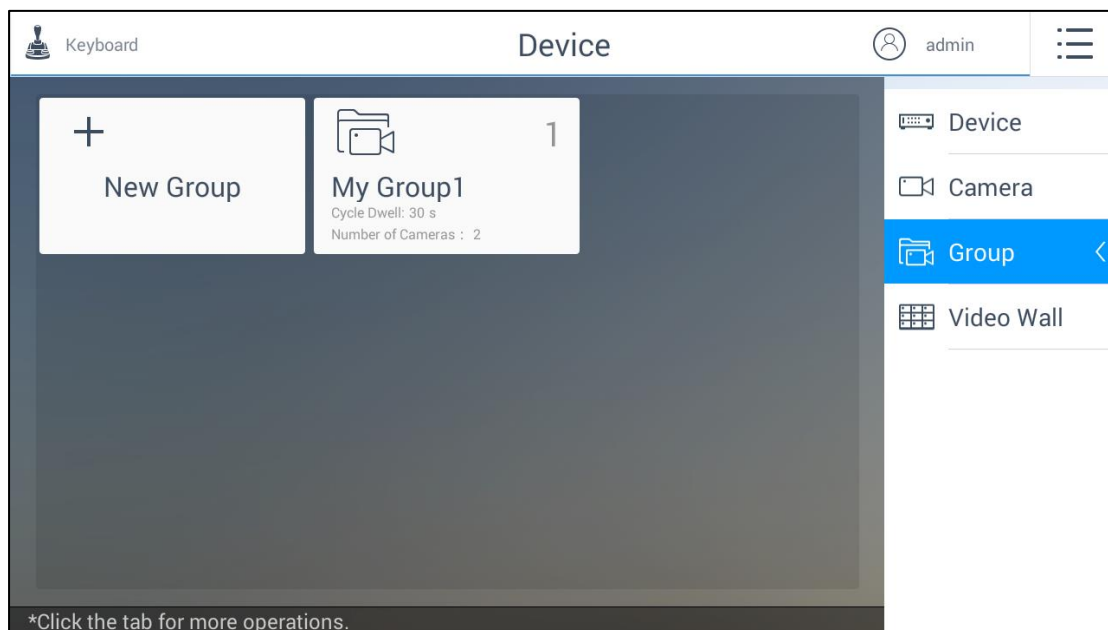 Keyboard
Device
admin
New Group
1
My Group1
Cycle Dwell: 30 s
Number of Cameras : 2
Device
Camera
Group
Video Wall
*Click the tab for more operations.